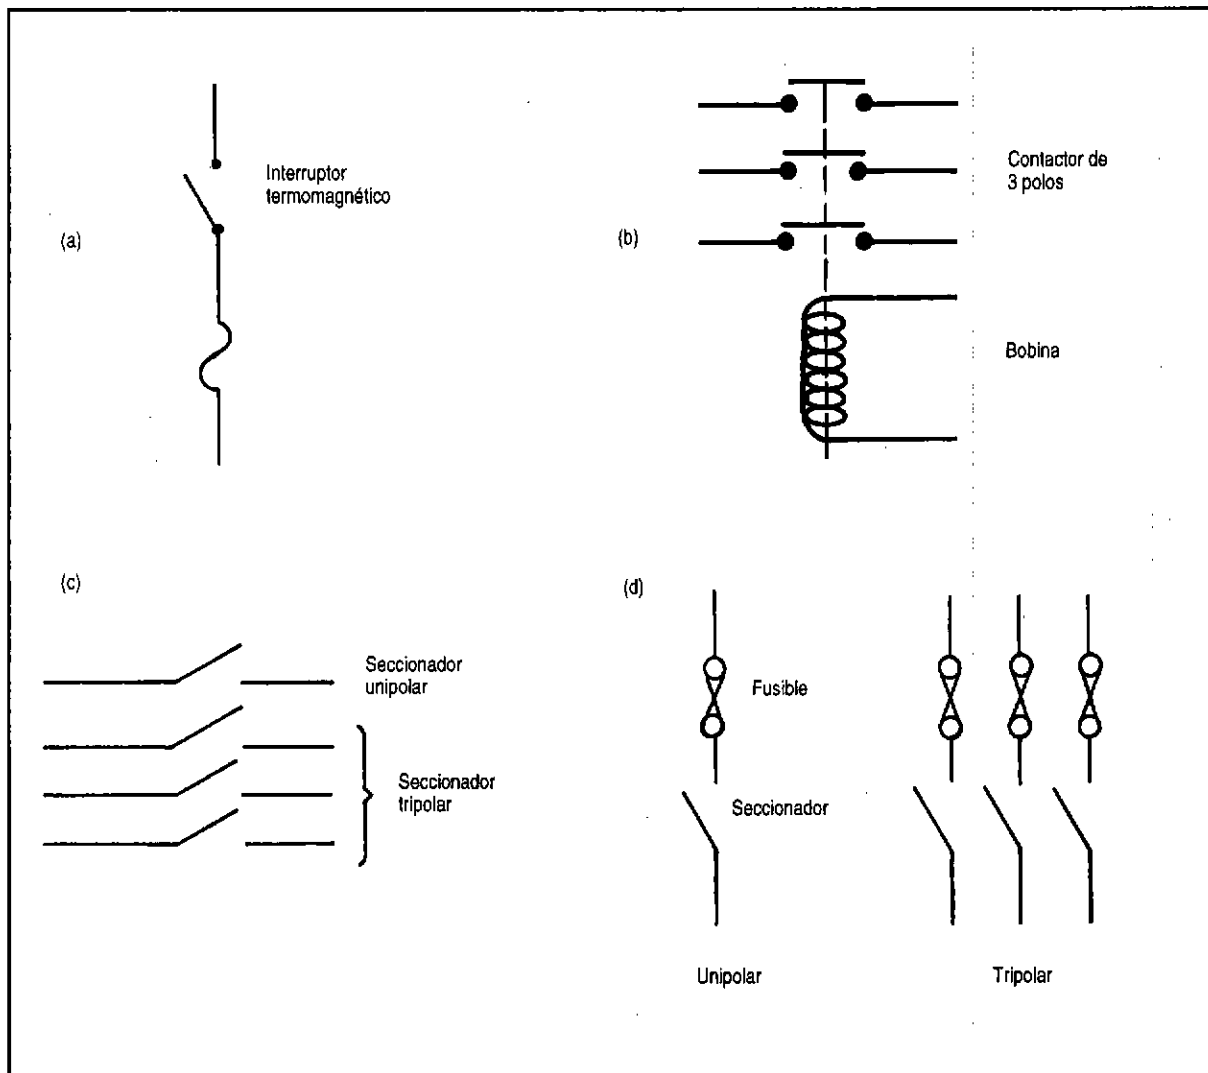 (a)
Interruptor
termomagnético
(b)
Contactor de
3 polos
Bobina
(c)
Seccionador
unipolar
Seccionador
tripolar
(d)
Fusible
Seccionador
Unipolar
Tripolar